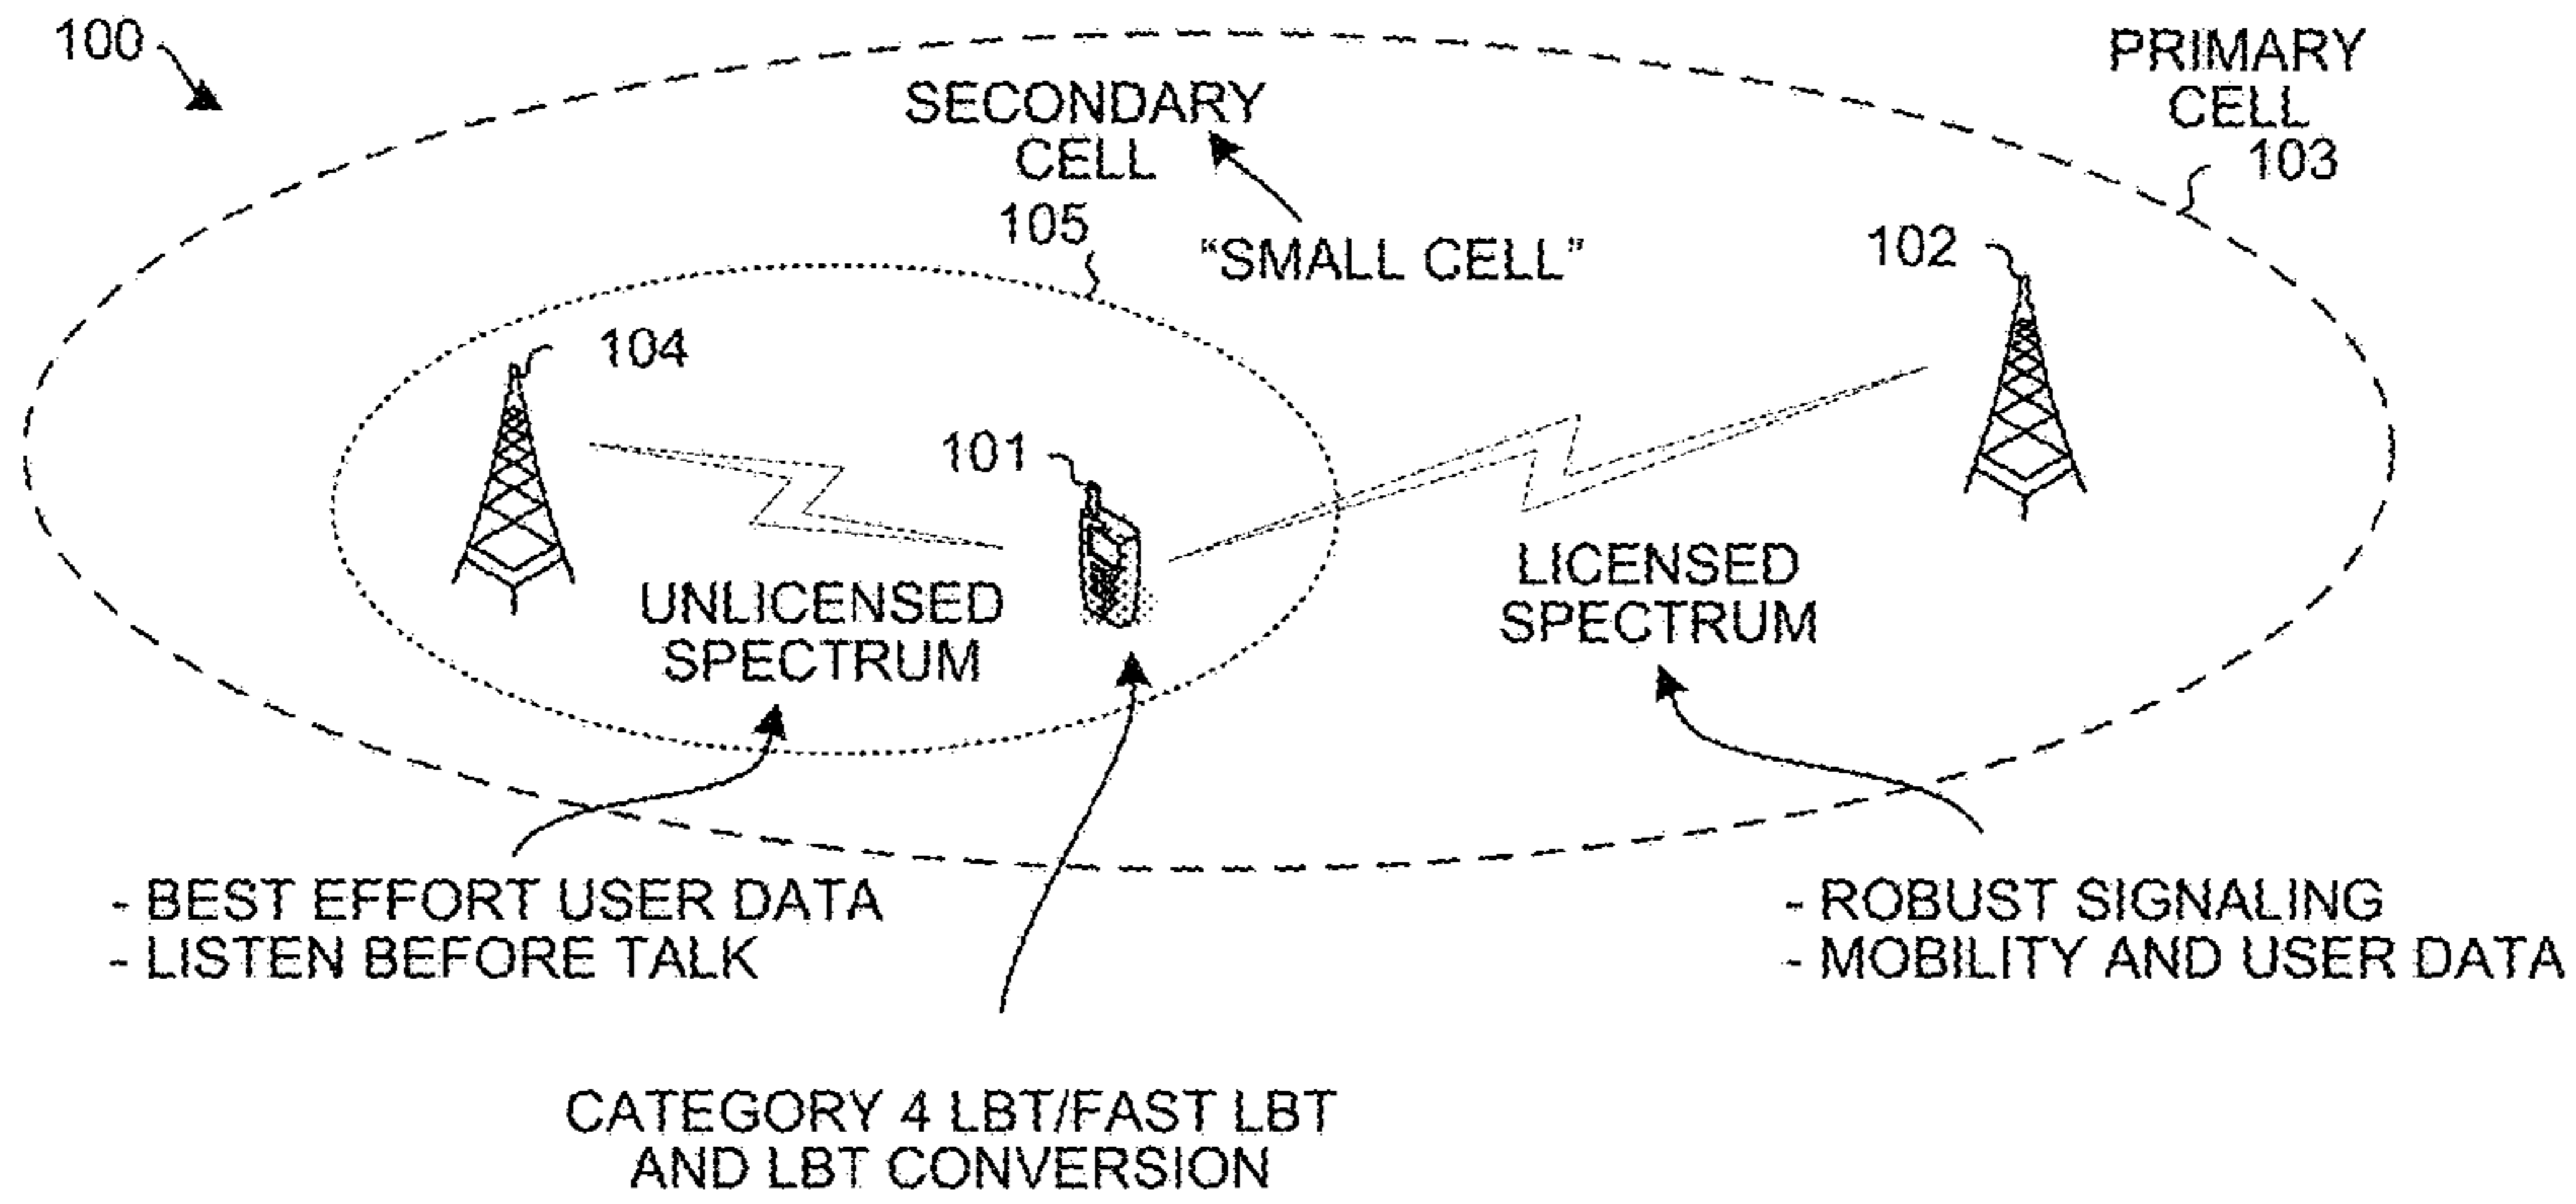 100
PRIMARY
CELL
103
SECONDARY
CELL
105
"SMALL CELL"
102
104
101
UNLICENSED
SPECTRUM
LICENSED
SPECTRUM
- BEST EFFORT USER DATA
- LISTEN BEFORE TALK
- ROBUST SIGNALING
- MOBILITY AND USER DATA
CATEGORY 4 LBT/FAST LBT
AND LBT CONVERSION